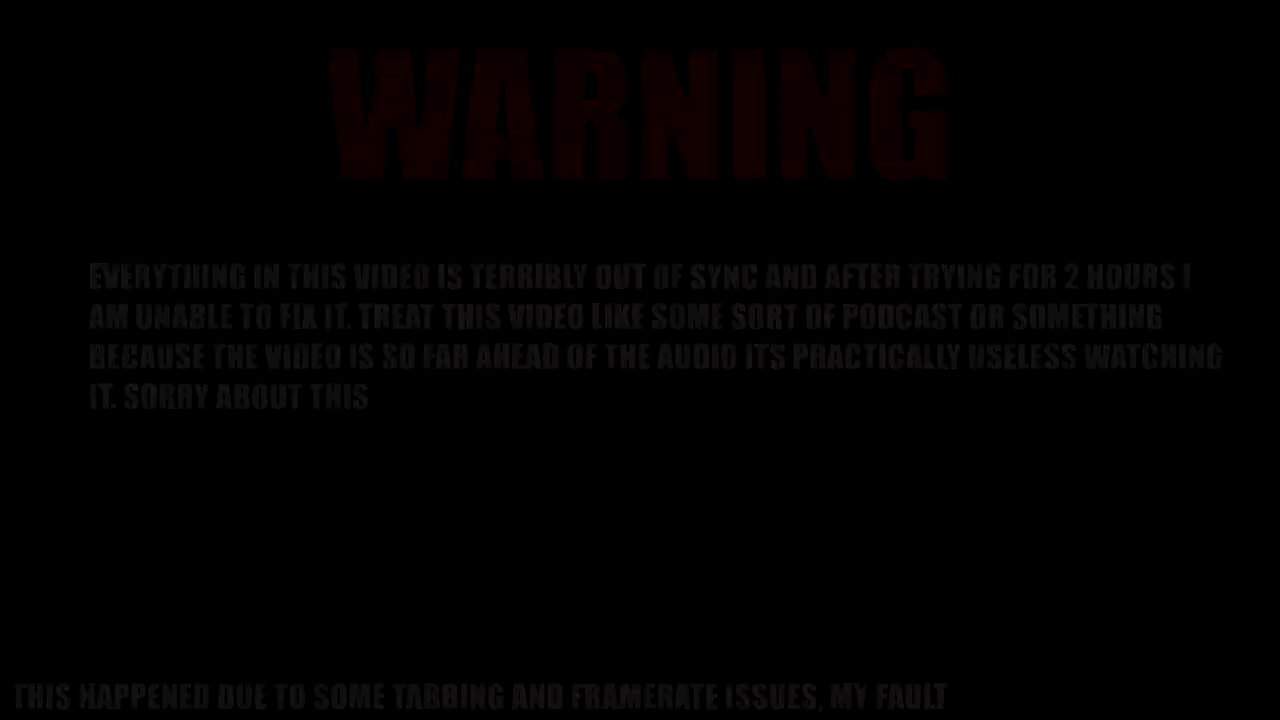 WARNING
EVERYTHING IN THIS VIDEO IS TERRIBLY OUT OF SYNC AND AFTER TRYING FOR 2 HOURS I
AM UNABLE TO FIX IT. TREAT THIS VIDEO LIKE SOME SORT OF PODCAST OR SOMETHING
BECAUSE THE VIDEO IS SO FAR AHEAD OF THE AUDIO ITS PRACTICALLY USELESS WATCHING
IT. SORRY ABOUT THIS
THIS HAPPENED DUE TO SOME TABBING AND FRAMERATE ISSUES, MY FAULT